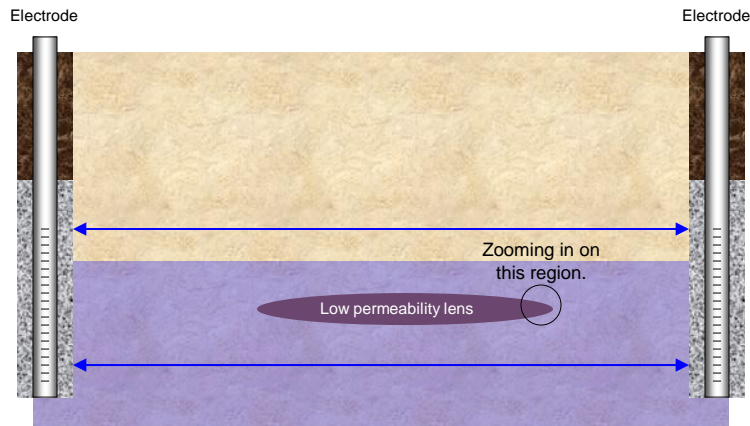 Electrode
Electrode
Zooming in on
this region.
Low permeability lens